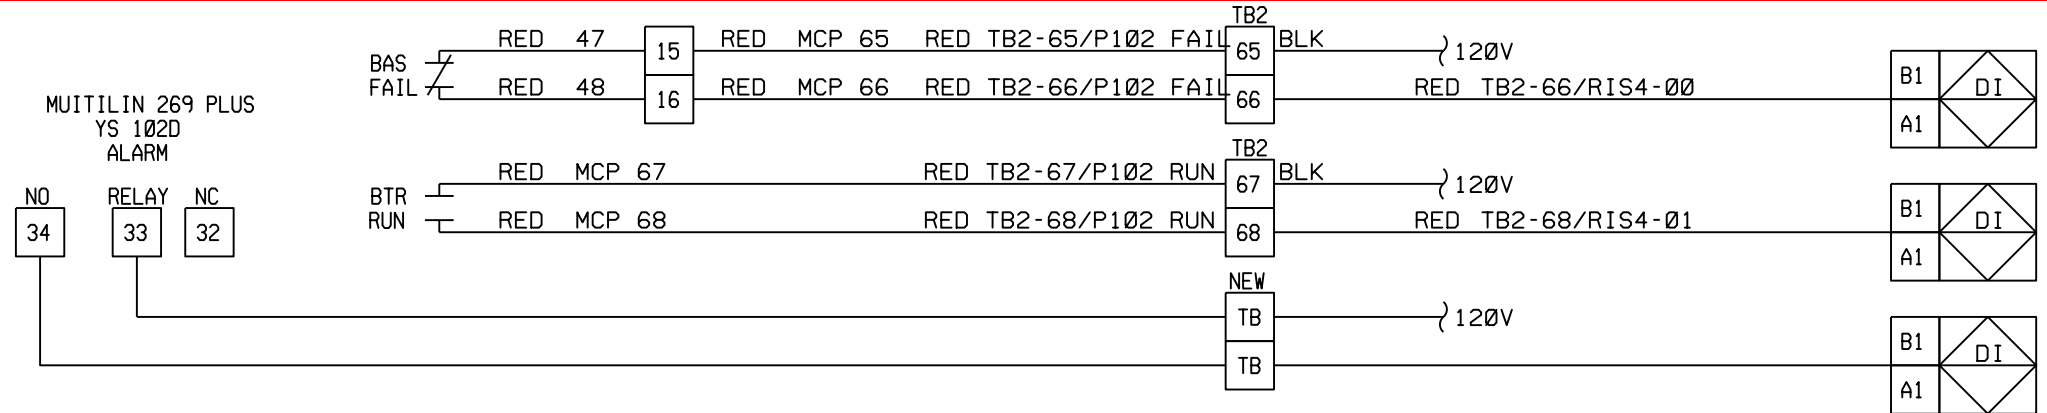 TB2
RED 47 15 RED MCP 65 RED TB2-65/P102 FAIL 65 BLK 120V
BAS
FAIL
RED 48 16 RED MCP 66 RED TB2-66/P102 FAIL 66 RED TB2-66/RIS4-00
B1 DI
A1
MUITILIN 269 PLUS
YS 102D
ALARM
TB2
RED MCP 67 RED TB2-67/P102 RUN 67 BLK 120V
BTR
RUN
RED MCP 68 RED TB2-68/P102 RUN 68 RED TB2-68/RIS4-01
B1 DI
A1
NO RELAY NC
34 33 32
NEW
TB 120V
TB
B1 DI
A1